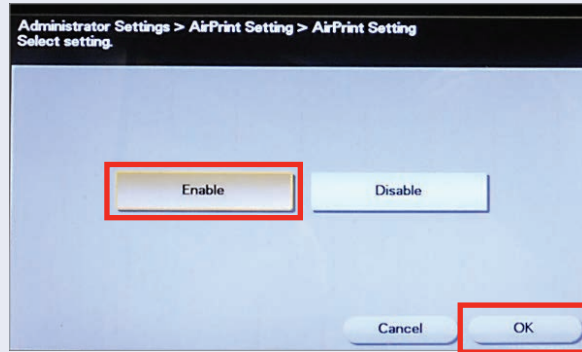 Administrator Settings > AirPrint Setting > AirPrint Setting
Select setting.
Enable
Disable
Cancel
OK